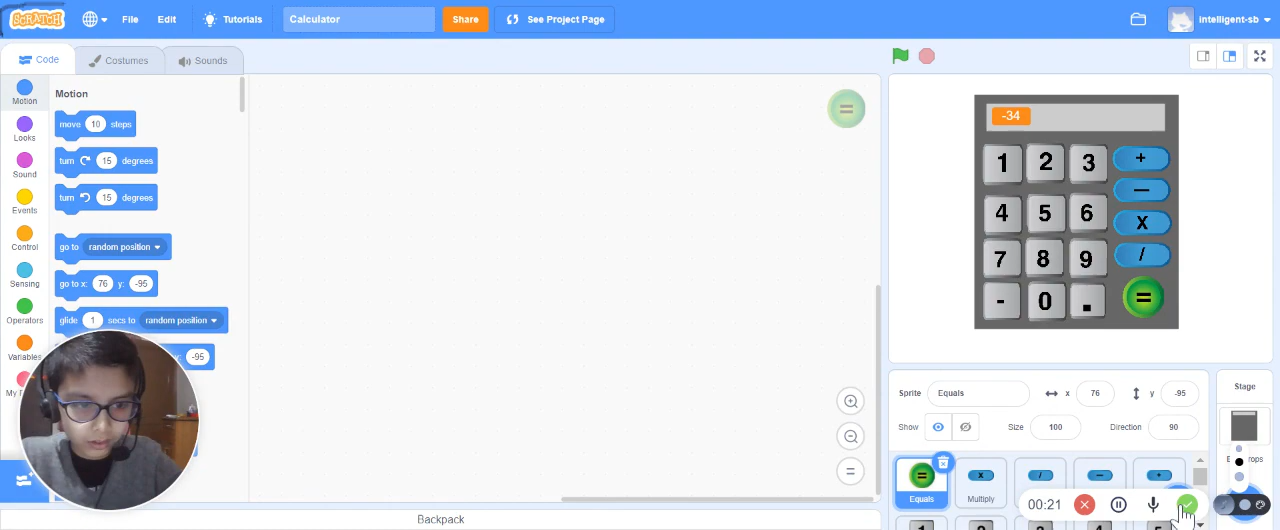 SCRATCH
File
Edit
Tutorials
Calculator
Share
See Project Page
intelligent-sb
Code
Costumes
Sounds
Motion
Looks
Sound
Events
Control
Sensing
Operators
Variables
Motion
move 10 steps
turn 15 degrees
turn 15 degrees
go to random position
go to x: 76 y: -95
glide 1 secs to random position
-95
=
=
-34
1 2 3 +
4 5 6 —
7 8 9 X
- 0 . /
=
Sprite Equals x 76 y -95
Show Size 100 Direction 90
Stage
Equals
Multiply
00:21
Backpack